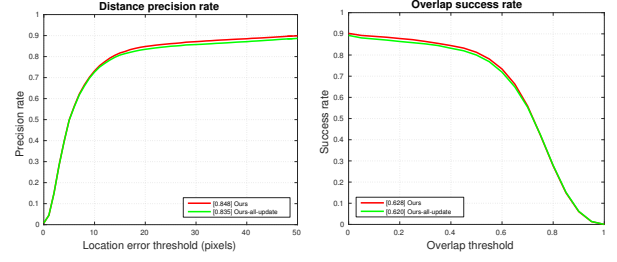 Distance precision rate
1
0.9
0.8
0.7
0.6
0.5
0.4
0.3
0.2
0.1
0
0 10 20 30 40 50
Precision rate
Location error threshold (pixels)
[0.848] Ours
[0.835] Ours-all-update
Overlap success rate
1
0.9
0.8
0.7
0.6
0.5
0.4
0.3
0.2
0.1
0
0 0.2 0.4 0.6 0.8 1
Success rate
Overlap threshold
[0.628] Ours
[0.620] Ours-all-update